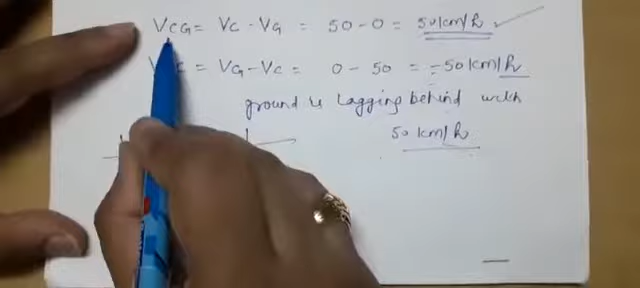 VCG = VC - VG = 50 - 0 = 50 km/h
= VG - VC = 0 - 50 = -50 km/h
ground is lagging behind with
50 km/h